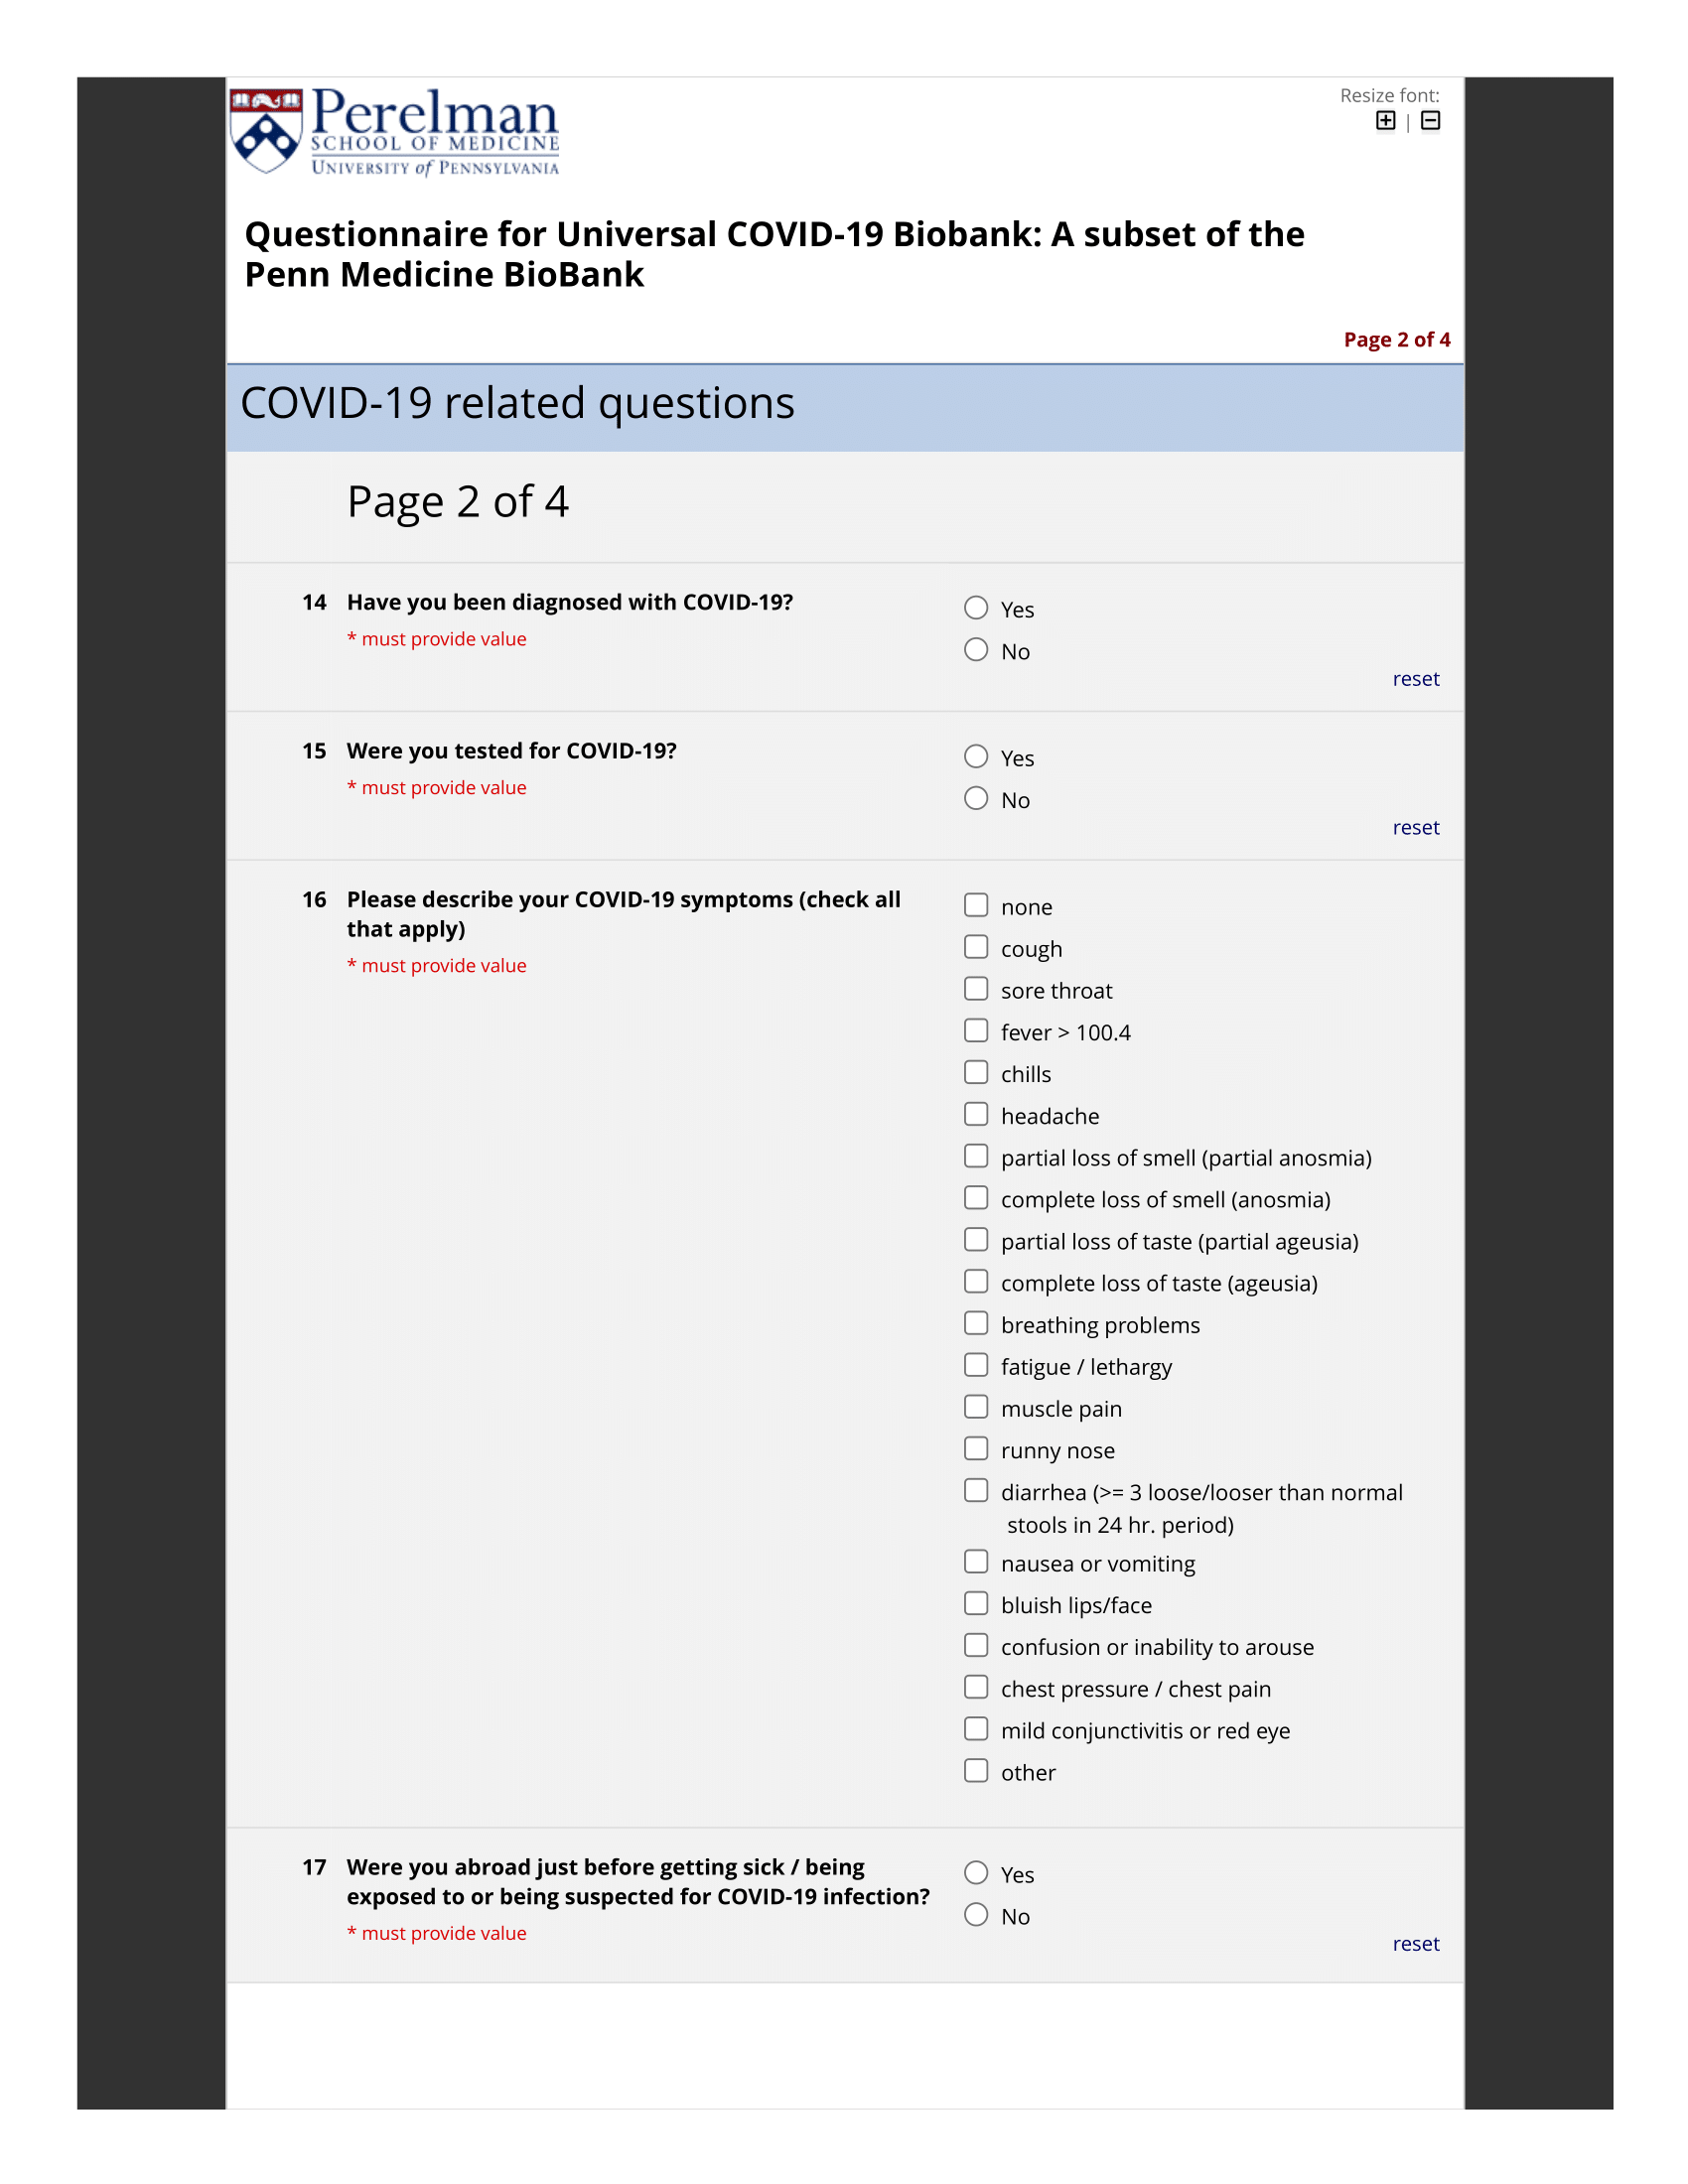 Perelman
SCHOOL OF MEDICINE
UNIVERSITY of PENNSYLVANIA
Resize font:
+ | −
Questionnaire for Universal COVID-19 Biobank: A subset of the
Penn Medicine BioBank
Page 2 of 4
COVID-19 related questions
Page 2 of 4
14 Have you been diagnosed with COVID-19?
* must provide value
Yes
No
reset
15 Were you tested for COVID-19?
* must provide value
Yes
No
reset
16 Please describe your COVID-19 symptoms (check all
that apply)
* must provide value
none
cough
sore throat
fever > 100.4
chills
headache
partial loss of smell (partial anosmia)
complete loss of smell (anosmia)
partial loss of taste (partial ageusia)
complete loss of taste (ageusia)
breathing problems
fatigue / lethargy
muscle pain
runny nose
diarrhea (>= 3 loose/looser than normal
stools in 24 hr. period)
nausea or vomiting
bluish lips/face
confusion or inability to arouse
chest pressure / chest pain
mild conjunctivitis or red eye
other
17 Were you abroad just before getting sick / being
exposed to or being suspected for COVID-19 infection?
* must provide value
Yes
No
reset